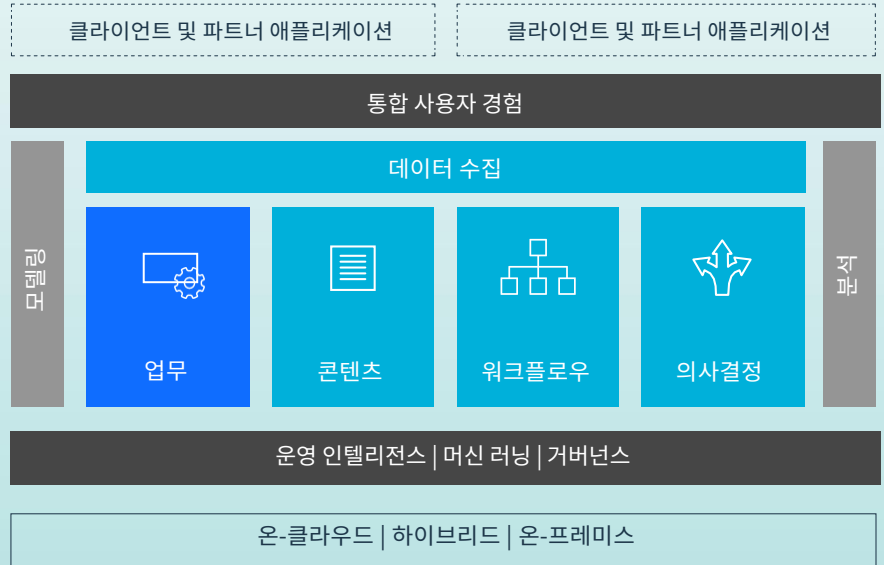 클라이언트 및 파트너 애플리케이션
클라이언트 및 파트너 애플리케이션
통합 사용자 경험
모델링
데이터 수집
분석
업무
콘텐츠
워크플로우
의사결정
운영 인텔리전스 | 머신 러닝 | 거버넌스
온-클라우드 | 하이브리드 | 온-프레미스